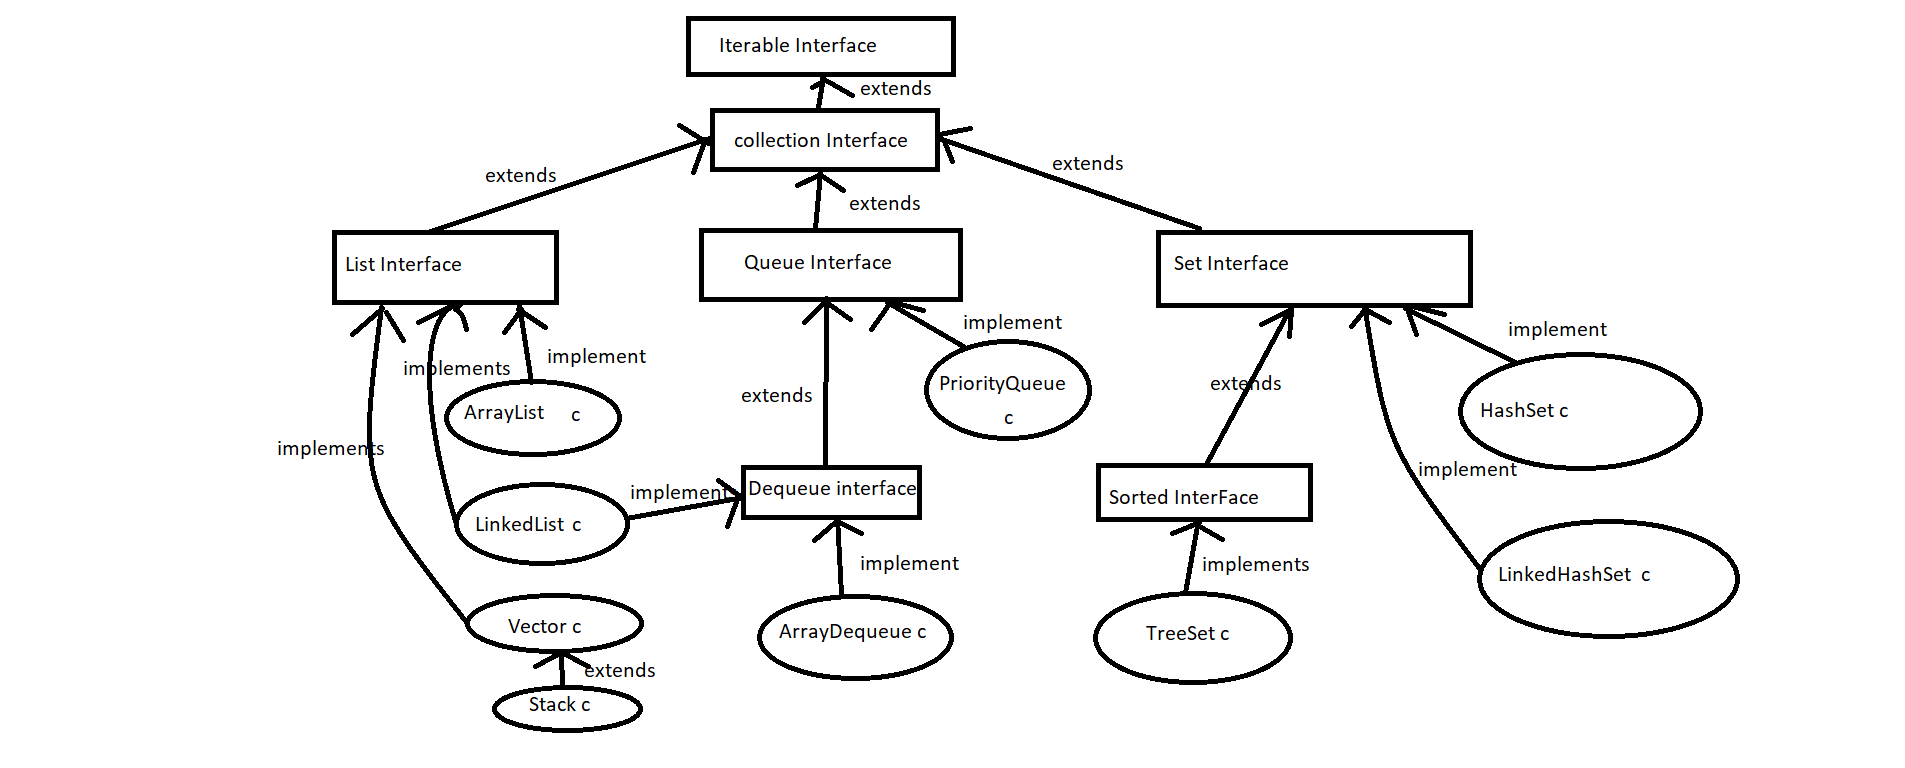 Iterable Interface
extends
collection Interface
extends
extends
extends
List Interface
Queue Interface
Set Interface
implement
implement
implements
implement
extends
extends
PriorityQueue
c
ArrayList c
HashSet c
implements
implement
implement
Dequeue interface
Sorted InterFace
LinkedList c
implement
implements
LinkedHashSet c
Vector c
ArrayDequeue c
TreeSet c
extends
Stack c